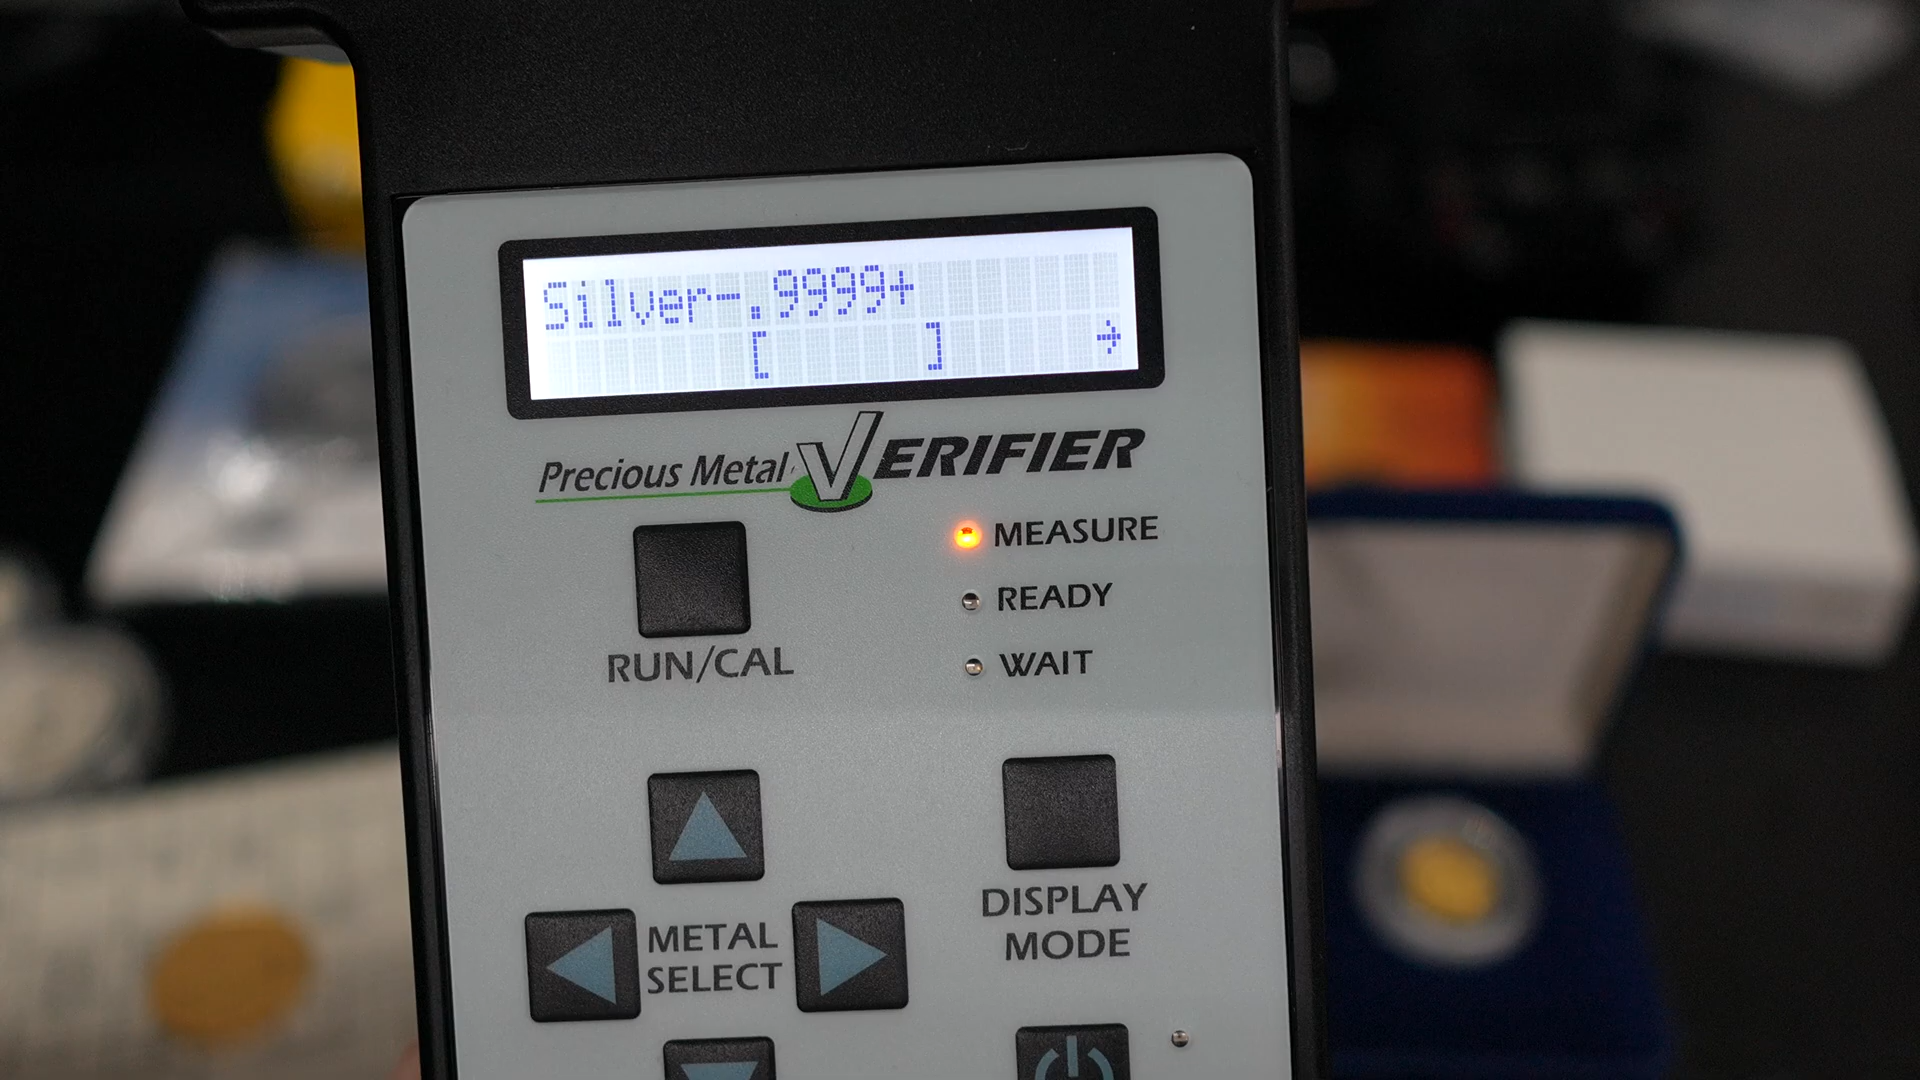 Silver-.9999+
[ ] →
Precious Metal VERIFIER
MEASURE
READY
WAIT
RUN/CAL
METAL
SELECT
DISPLAY
MODE